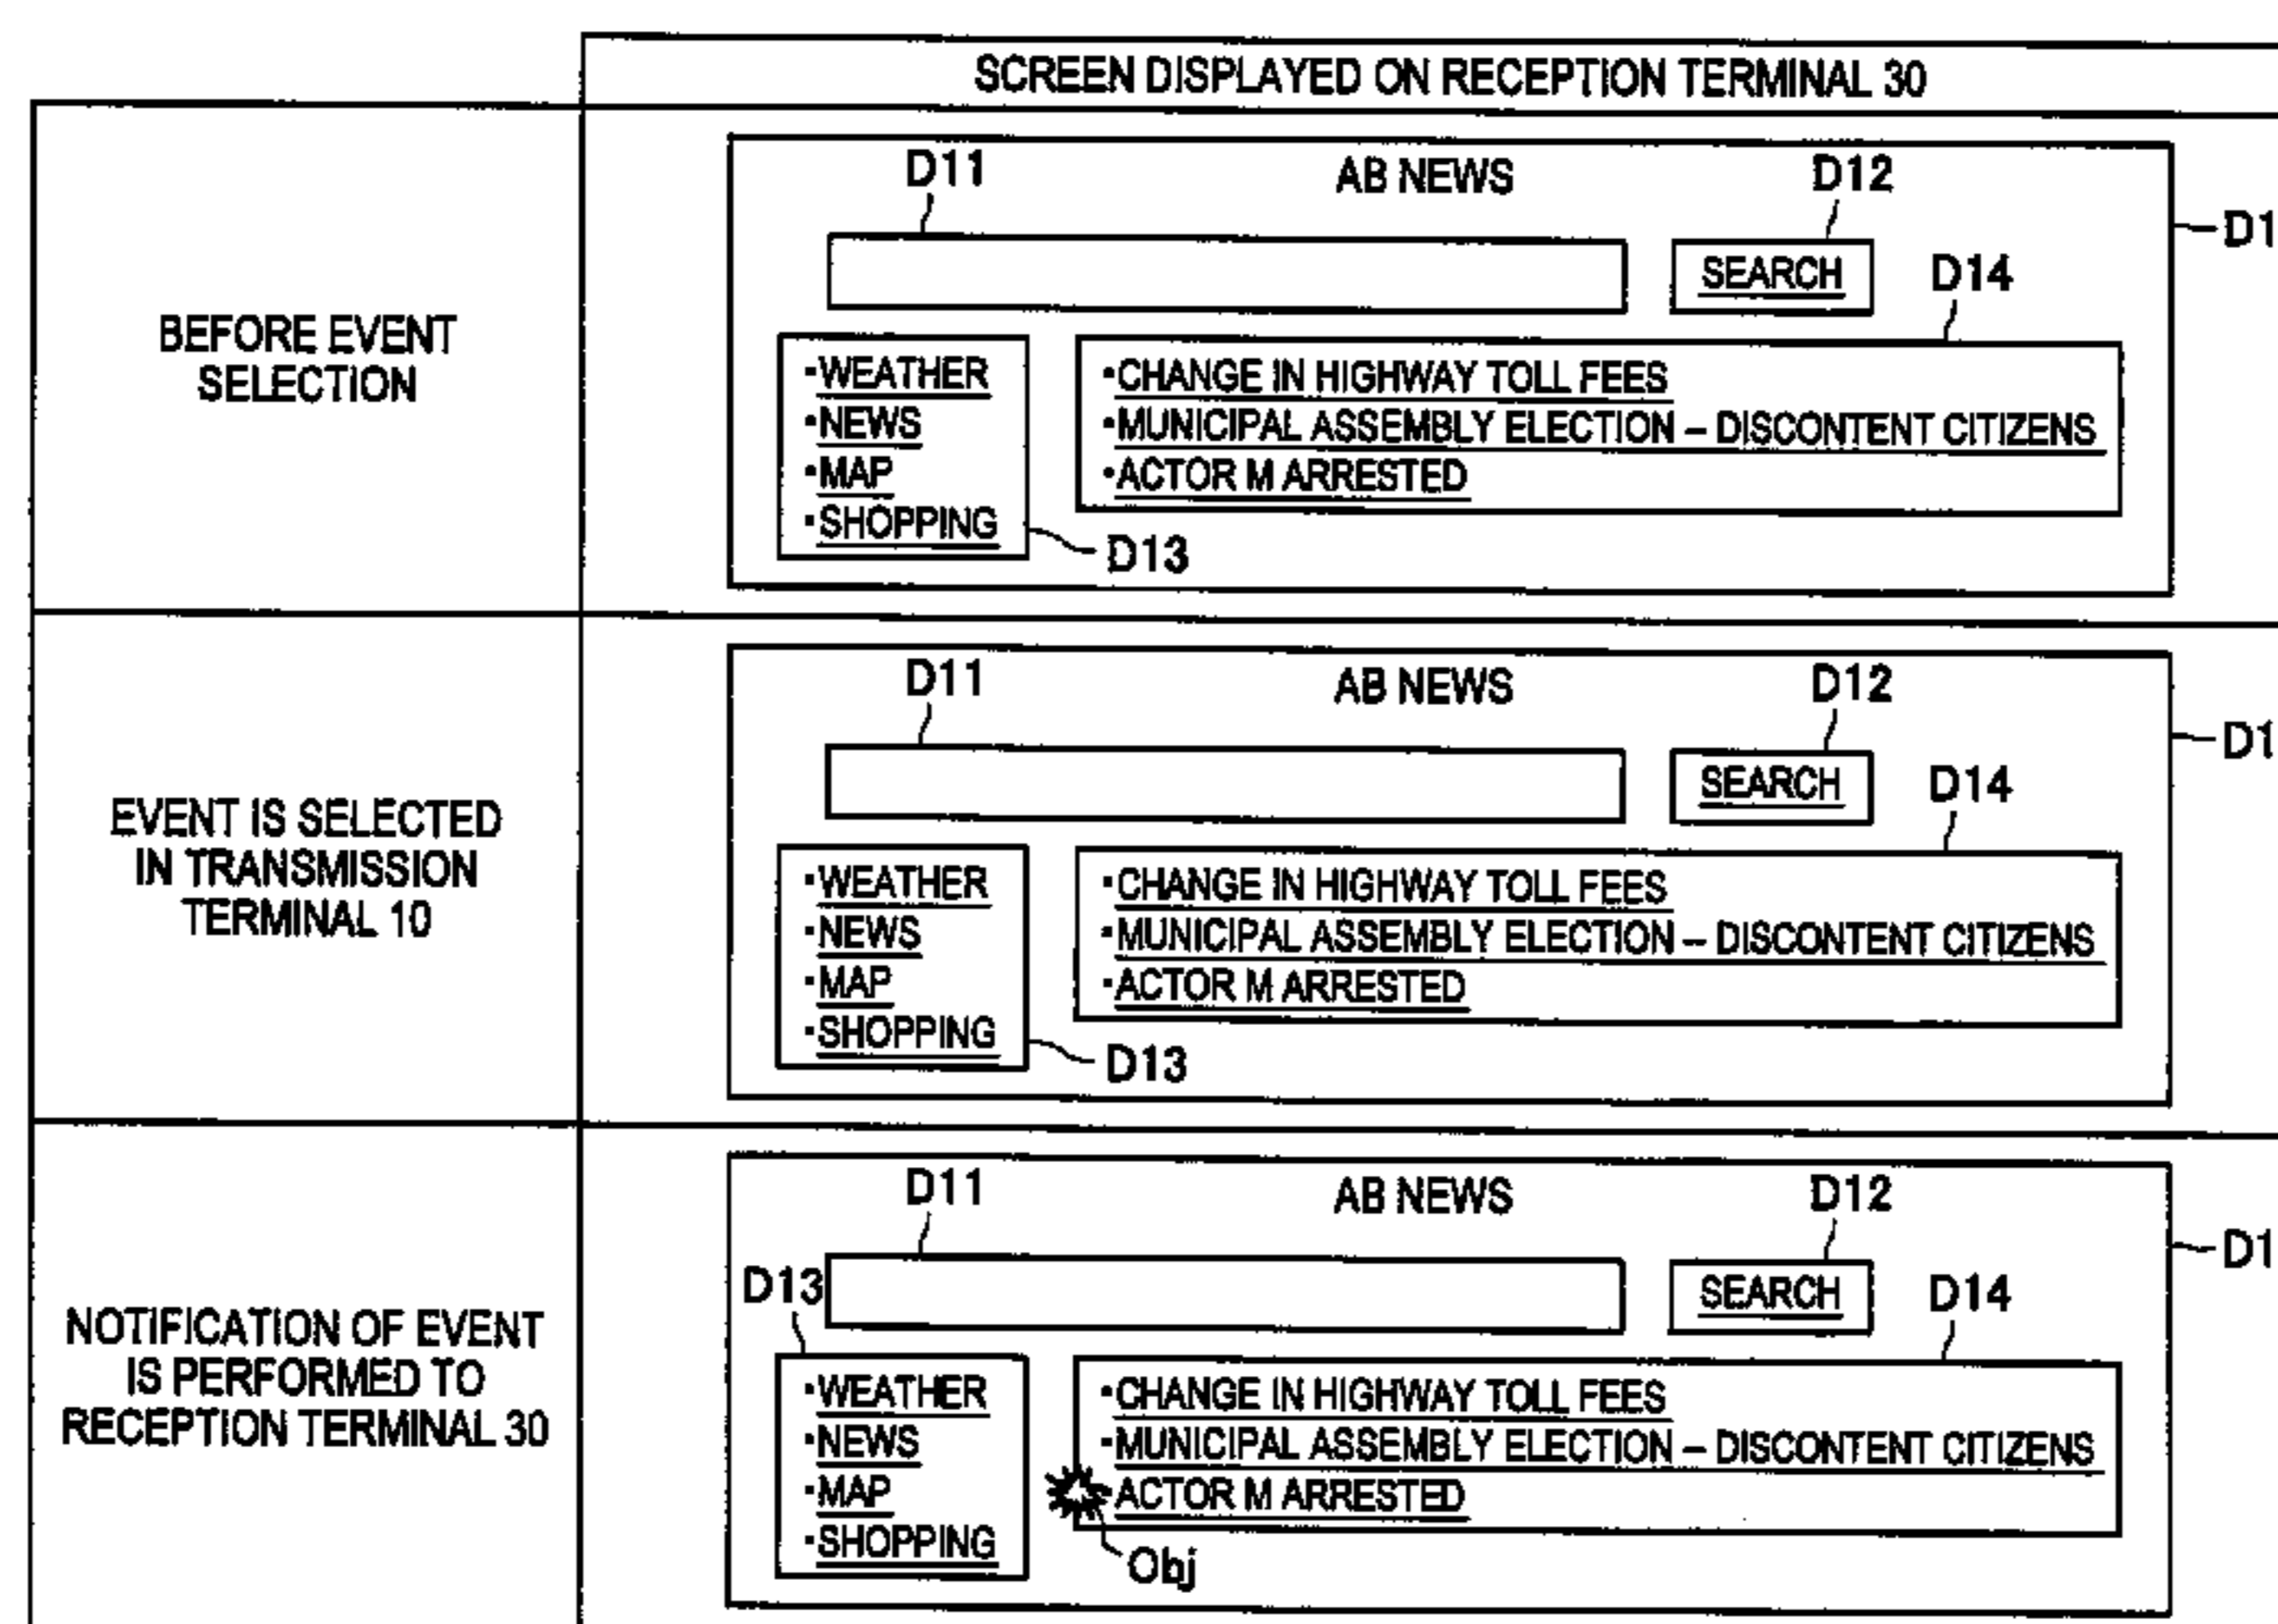 SCREEN DISPLAYED ON RECEPTION TERMINAL 30
BEFORE EVENT
SELECTION
D11
AB NEWS
D12
D1
SEARCH
D14
・WEATHER
・NEWS
・MAP
・SHOPPING
D13
・CHANGE IN HIGHWAY TOLL FEES
・MUNICIPAL ASSEMBLY ELECTION – DISCONTENT CITIZENS
・ACTOR M ARRESTED
EVENT IS SELECTED
IN TRANSMISSION
TERMINAL 10
D11
AB NEWS
D12
D1
SEARCH
D14
・WEATHER
・NEWS
・MAP
・SHOPPING
D13
・CHANGE IN HIGHWAY TOLL FEES
・MUNICIPAL ASSEMBLY ELECTION – DISCONTENT CITIZENS
・ACTOR M ARRESTED
NOTIFICATION OF EVENT
IS PERFORMED TO
RECEPTION TERMINAL 30
D11
AB NEWS
D12
D1
D13
SEARCH
D14
・WEATHER
・NEWS
・MAP
・SHOPPING
・CHANGE IN HIGHWAY TOLL FEES
・MUNICIPAL ASSEMBLY ELECTION – DISCONTENT CITIZENS
ACTOR M ARRESTED
Obj